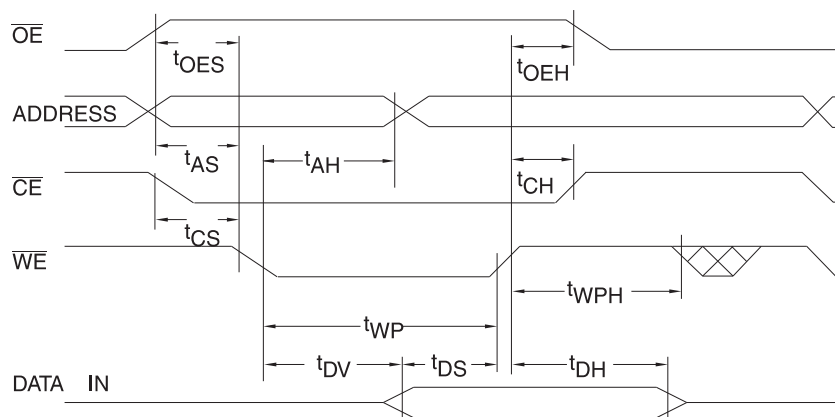 OE
tOES
tOEH
ADDRESS
tAS
tAH
tCH
CE
tCS
WE
tWPH
tWP
tDV
tDS
tDH
DATA IN